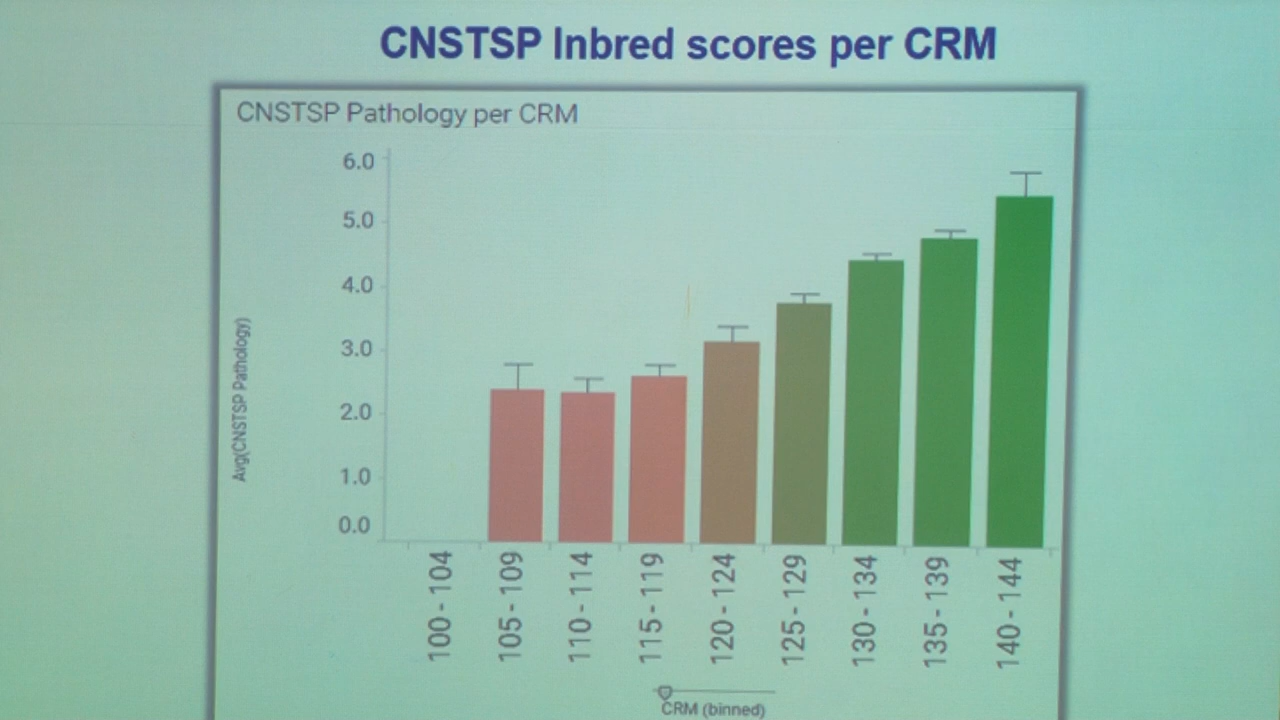 CNSTSP Inbred scores per CRM
CNSTSP Pathology per CRM
6.0
5.0
4.0
3.0
2.0
1.0
0.0
Avg(CNSTSP Pathology)
100 - 104
105 - 109
110 - 114
115 - 119
120 - 124
125 - 129
130 - 134
135 - 139
140 - 144
CRM (binned)